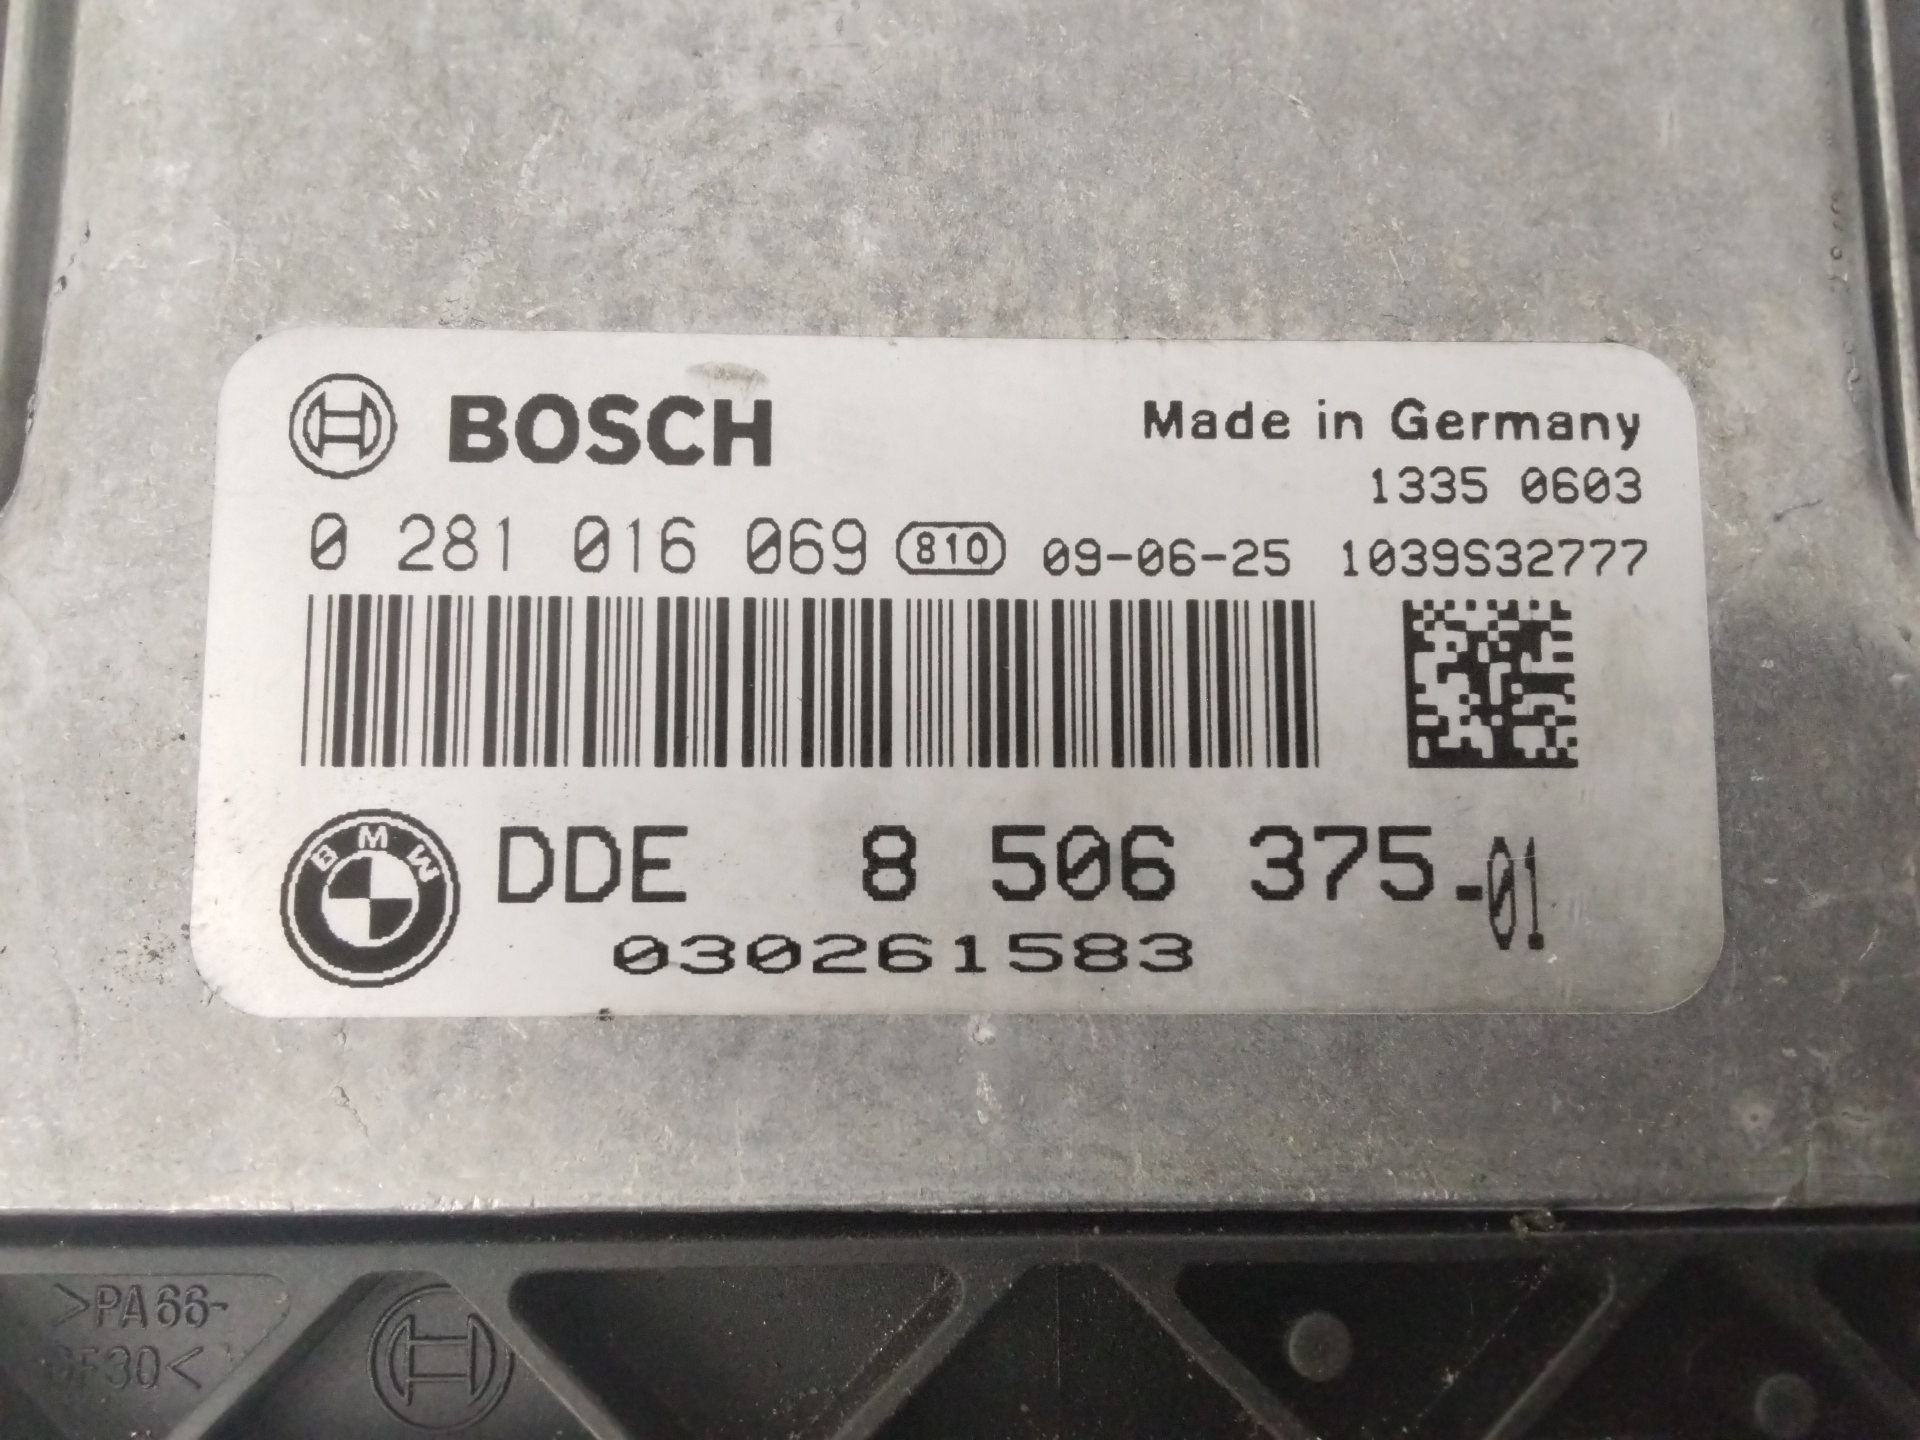 BOSCH
Made in Germany
1335 0603
0 281 016 069 810 09-06-25 1039S32777
BMW
DDE 8 506 375-01
030261583
>PA66-
GF30<